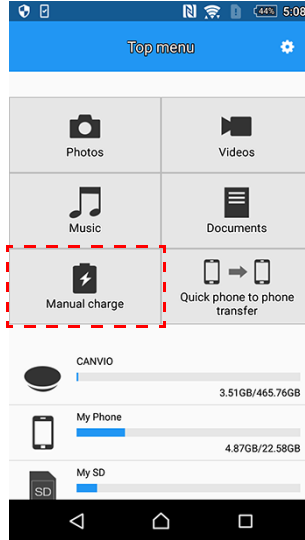 44% 5:08
Top menu
Photos Videos
Music Documents
Manual charge Quick phone to phone
transfer
CANVIO
3.51GB/465.76GB
My Phone
4.87GB/22.58GB
My SD
SD